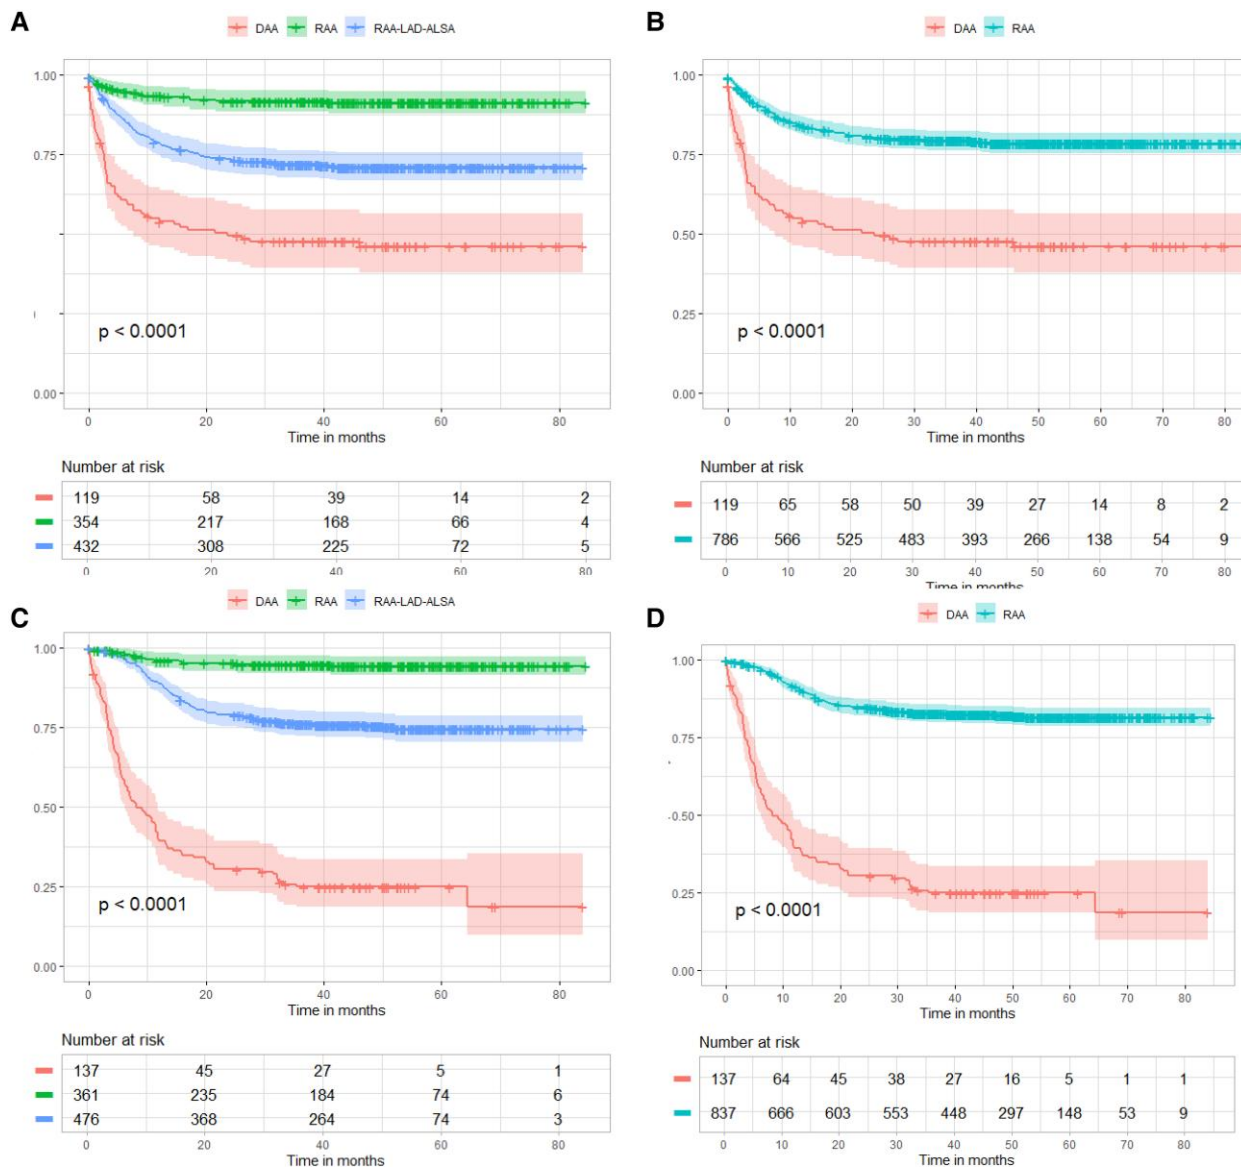 A
DAA RAA RAA-LAD-ALSA
1.00
0.75
0.00
p < 0.0001
0 20 40 60 80
Time in months
Number at risk
119 58 39 14 2
354 217 168 66 4
432 308 225 72 5
0 20 40 60 80
B
DAA RAA
1.00
0.75
0.50
0.25
0.00
p < 0.0001
0 10 20 30 40 50 60 70 80
Time in months
Number at risk
119 65 58 50 39 27 14 8 2
786 566 525 483 393 266 138 54 9
0 10 20 30 40 50 60 70 80
Time in months
C
DAA RAA RAA-LAD-ALSA
1.00
0.75
0.50
0.25
0.00
p < 0.0001
0 20 40 60 80
Time in months
Number at risk
137 45 27 5 1
361 235 184 74 6
476 368 264 74 3
0 20 40 60 80
Time in months
D
DAA RAA
1.00
0.75
0.50
0.25
0.00
p < 0.0001
0 10 20 30 40 50 60 70 80
Time in months
Number at risk
137 64 45 38 27 16 5 1 1
837 666 603 553 448 297 148 53 9
0 10 20 30 40 50 60 70 80
Time in months